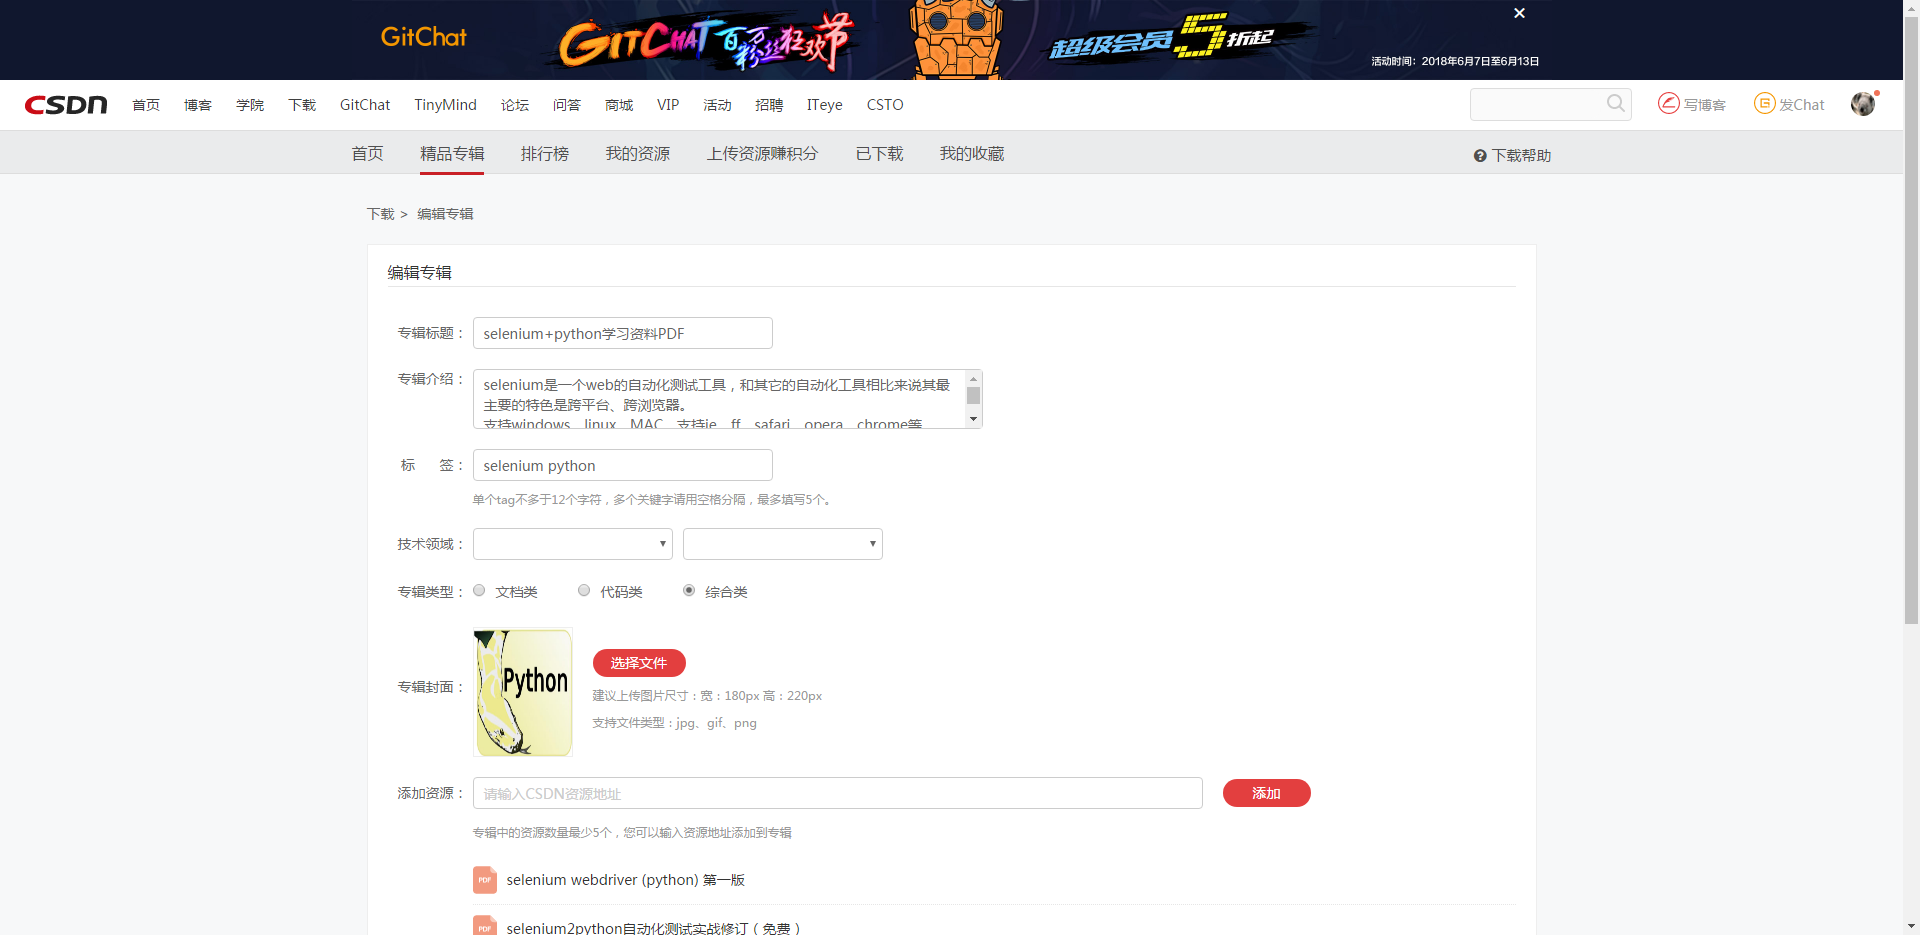 GitChat
GITCHAT百万粉丝狂欢节
超级会员5折起
活动时间：2018年6月7日至6月13日
CSDN 首页 博客 学院 下载 GitChat TinyMind 论坛 问答 商城 VIP 活动 招聘 ITeye CSTO 写博客 发Chat
首页 精品专辑 排行榜 我的资源 上传资源赚积分 已下载 我的收藏 下载帮助
下载 > 编辑专辑
编辑专辑
专辑标题： selenium+python学习资料PDF
专辑介绍： selenium是一个web的自动化测试工具，和其它的自动化工具相比来说其最
主要的特色是跨平台、跨浏览器。
支持windows、linux、MAC，支持ie、ff、safari、opera、chrome等
标 签： selenium python
单个tag不多于12个字符，多个关键字请用空格分隔，最多填写5个。
技术领域：
专辑类型： 文档类 代码类 综合类
专辑封面： Python
选择文件
建议上传图片尺寸：宽：180px 高：220px
支持文件类型：jpg、gif、png
添加资源： 请输入CSDN资源地址 添加
专辑中的资源数量最少5个，您可以输入资源地址添加到专辑
PDF selenium webdriver (python) 第一版
PDF selenium2python自动化测试实战修订（免费）